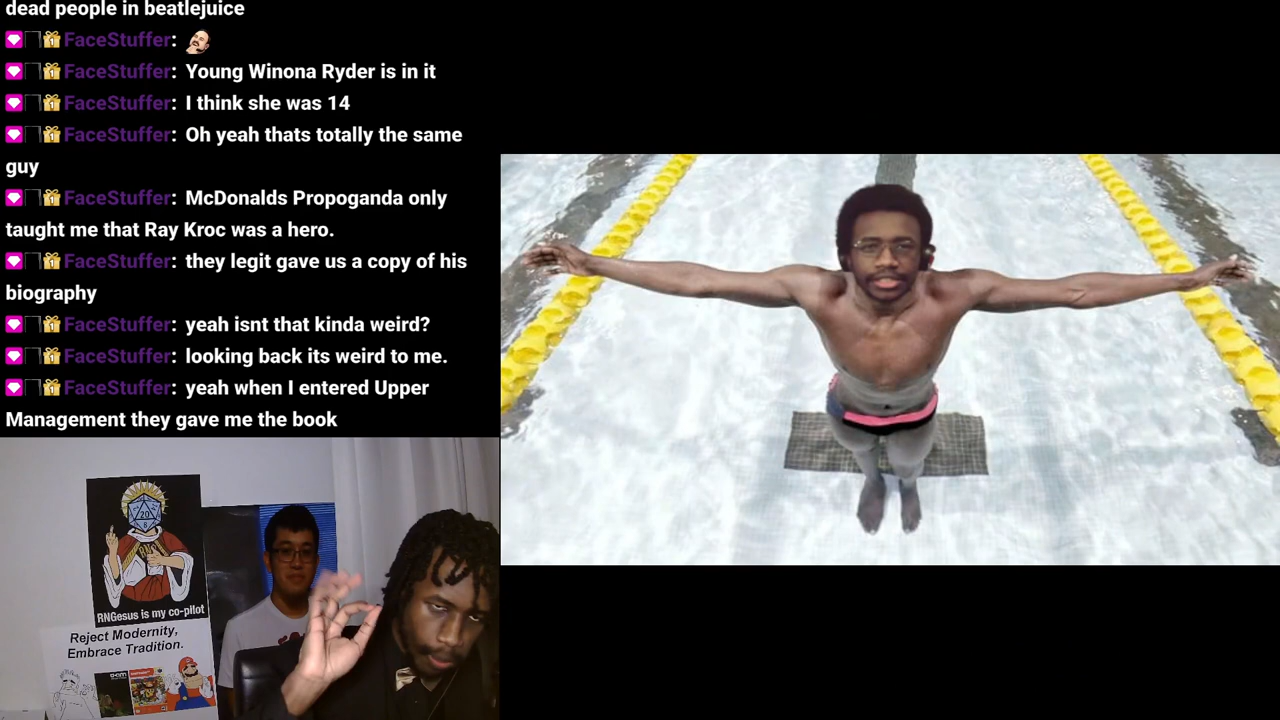 dead people in beatlejuice
FaceStuffer:
FaceStuffer: Young Winona Ryder is in it
FaceStuffer: I think she was 14
FaceStuffer: Oh yeah thats totally the same
guy
FaceStuffer: McDonalds Propoganda only
taught me that Ray Kroc was a hero.
FaceStuffer: they legit gave us a copy of his
biography
FaceStuffer: yeah isnt that kinda weird?
FaceStuffer: looking back its weird to me.
FaceStuffer: yeah when I entered Upper
Management they gave me the book
20
RNGesus is my co-pilot
Reject Modernity,
Embrace Tradition.